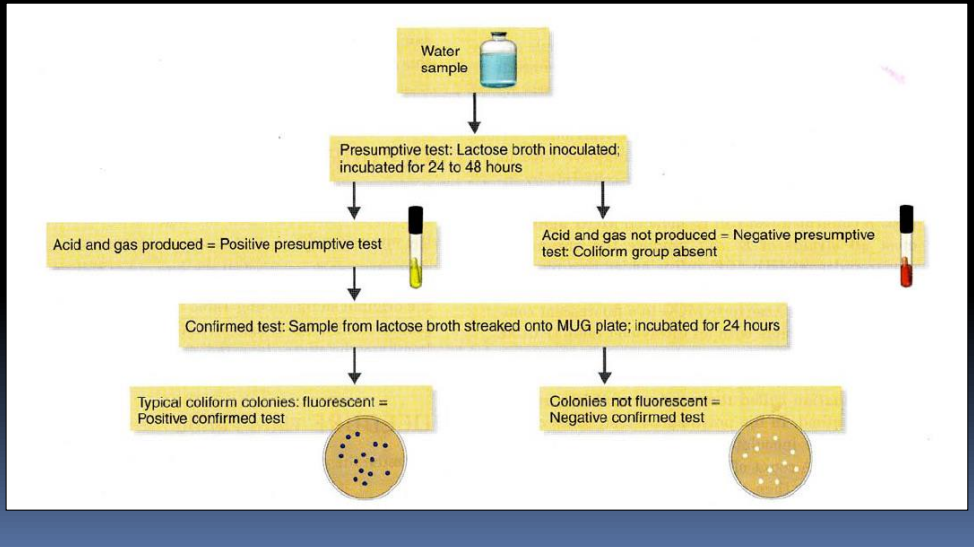 Water
sample
Presumptive test: Lactose broth inoculated;
incubated for 24 to 48 hours
Acid and gas produced = Positive presumptive test
Acid and gas not produced = Negative presumptive
test: Coliform group absent
Confirmed test: Sample from lactose broth streaked onto MUG plate; incubated for 24 hours
Typical coliform colonies: fluorescent =
Positive confirmed test
Colonies not fluorescent =
Negative confirmed test